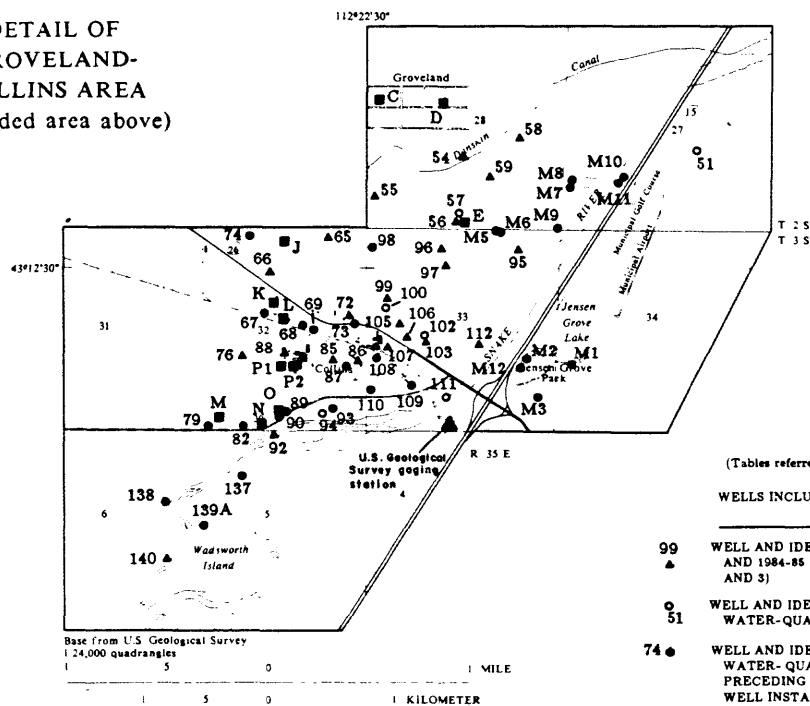 DETAIL OF
ROVELAND-
LLINS AREA
ded area above)
112°22'30"
Canal
Groveland
C
D
28
15
27
Danskin
58
54
59
51
55
M8
M10
M7
M11
57
56
E
RIVER
Municipal Golf Course
Municipal Airport
M5
M6
M9
T 2 S
T 3 S
74
65
98
96
95
J
66
97
43°12'30"
K
L
69
99
100
72
67
32
68
73
105
106
33
102
SNAKE
Jensen
Grove
Lake
34
31
76
88
85
86
107
103
112
M2
M1
P1
P2
Collins
87
108
M12
Jensen Grove
Park
O
110
109
111
M3
M
N
89
79
82
90
94
93
92
U.S. Geological
Survey gaging
station
R 35 E
4
137
138
139A
6
5
140
Wadsworth
Island
(Tables referre
WELLS INCLU
99 WELL AND IDE
AND 1984-85
AND 3)
51 WELL AND IDE
WATER-QUA
74 WELL AND IDE
WATER- QUA
PRECEDING
WELL INSTA
Base from U.S. Geological Survey
1 24,000 quadrangles
1 5 0 1 MILE
1 5 0 1 KILOMETER